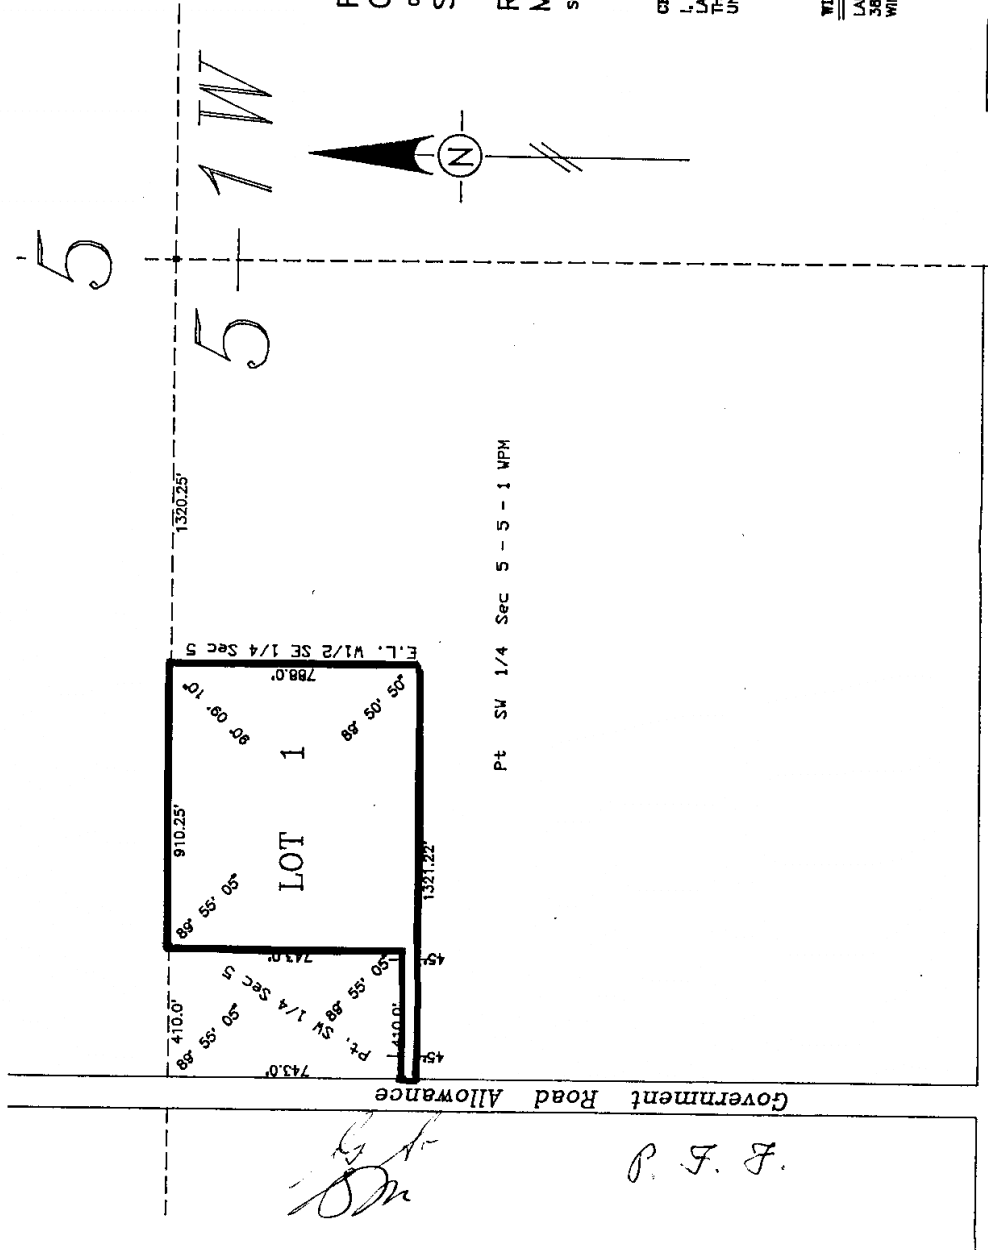 5
5 — 1 W
N
1320.25'
E.L. W1/2 SE 1/4 Sec 5
788.0'
90° 09' 10"
89° 50' 50"
910.25'
LOT 1
89° 55' 05"
1321.22'
743.0'
Pt. SW 1/4 Sec 5
89° 55' 05"
410.0'
45'
410.0'
89° 55' 05"
743.0'
45'
Pt SW 1/4 Sec 5 - 5 - 1 WPM
Government Road Allowance
P. F. F.